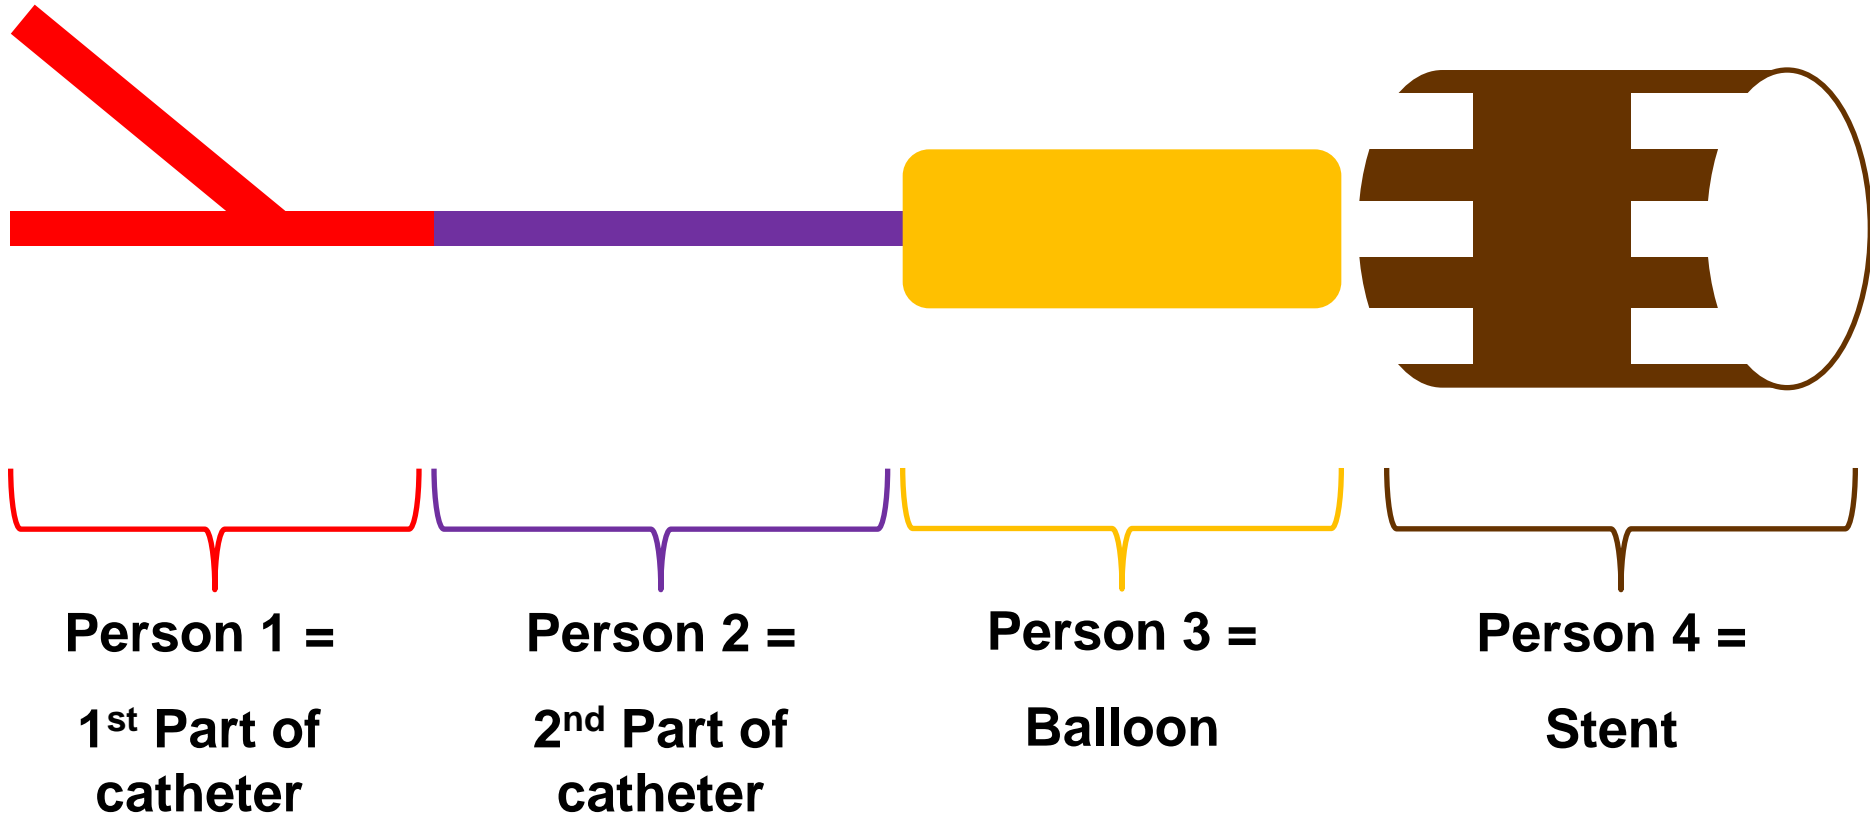 Person 1 =
1st Part of
catheter
Person 2 =
2nd Part of
catheter
Person 3 =
Balloon
Person 4 =
Stent